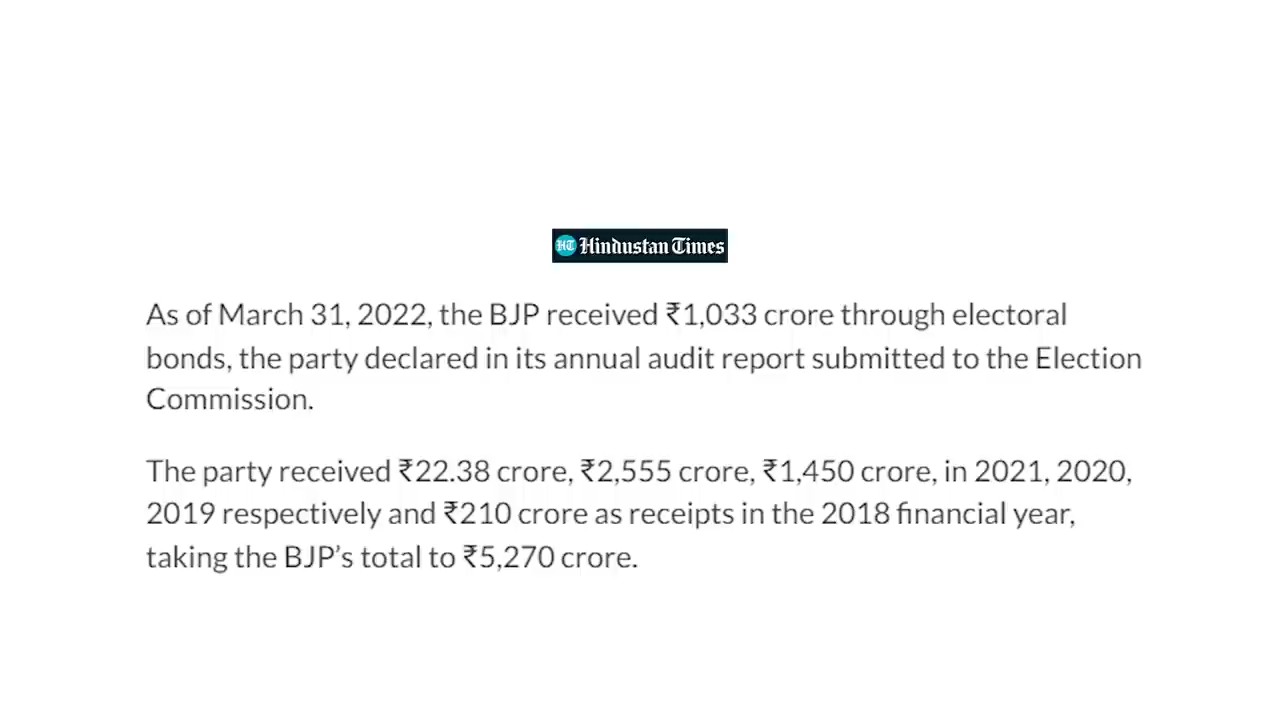 HT Hindustan Times
As of March 31, 2022, the BJP received ₹1,033 crore through electoral
bonds, the party declared in its annual audit report submitted to the Election
Commission.
The party received ₹22.38 crore, ₹2,555 crore, ₹1,450 crore, in 2021, 2020,
2019 respectively and ₹210 crore as receipts in the 2018 financial year,
taking the BJP’s total to ₹5,270 crore.